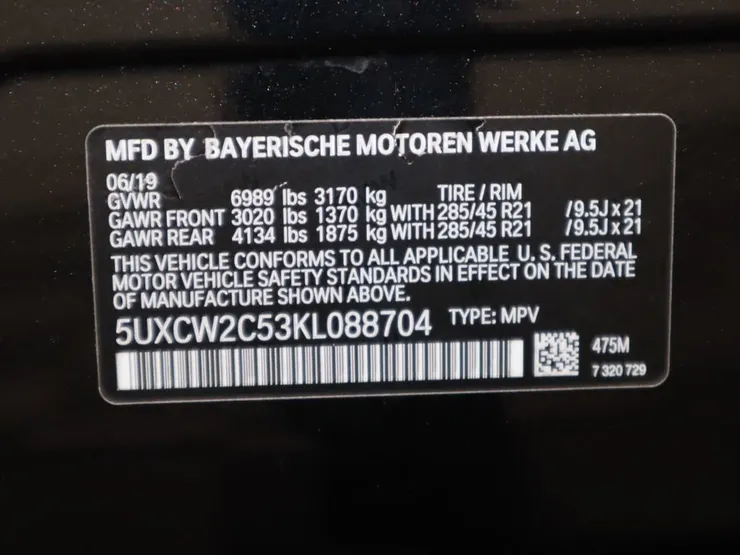 MFD BY BAYERISCHE MOTOREN WERKE AG
06/19
GVWR 6989 lbs 3170 kg TIRE / RIM
GAWR FRONT 3020 lbs 1370 kg WITH 285/45 R21 /9.5J x 21
GAWR REAR 4134 lbs 1875 kg WITH 285/45 R21 /9.5J x 21
THIS VEHICLE CONFORMS TO ALL APPLICABLE U. S. FEDERAL
MOTOR VEHICLE SAFETY STANDARDS IN EFFECT ON THE DATE
OF MANUFACTURE SHOWN ABOVE.
5UXCW2C53KL088704 TYPE: MPV
475M
7 320 729